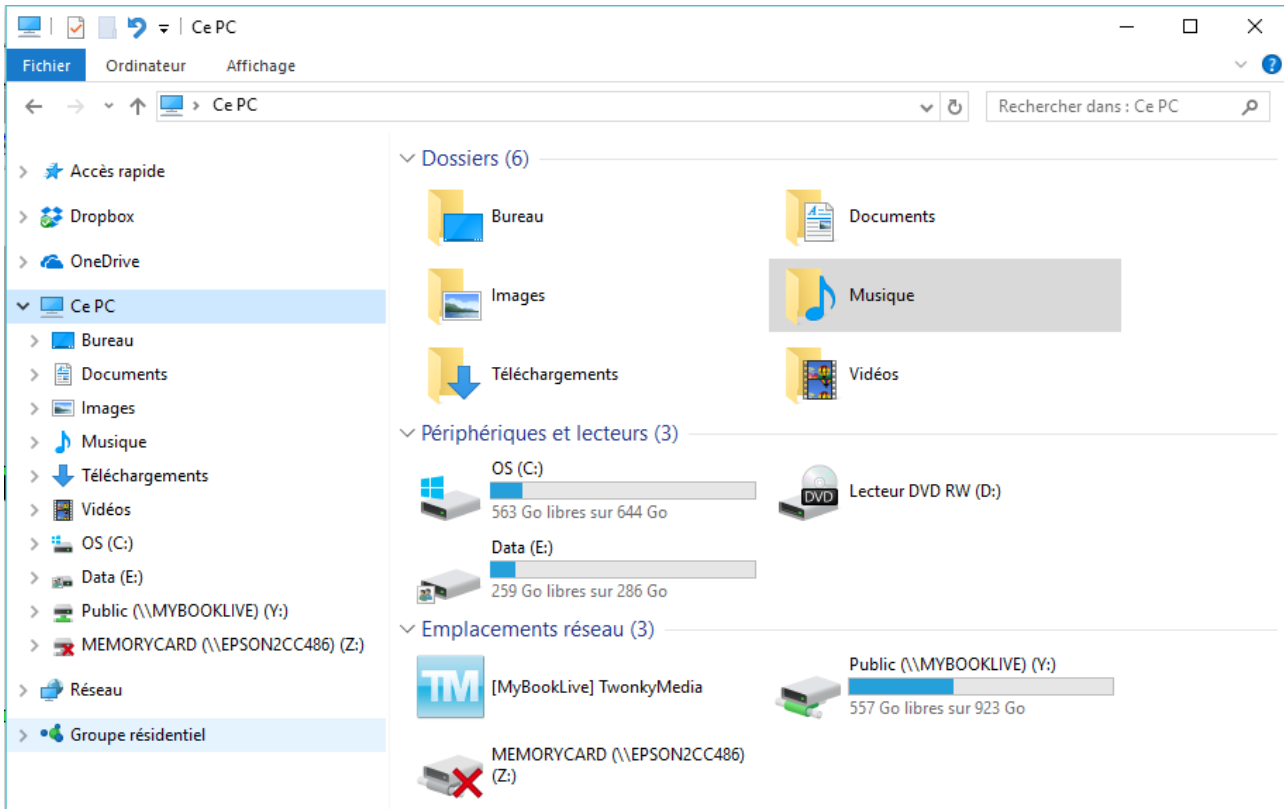 Ce PC
Fichier Ordinateur Affichage
Ce PC Rechercher dans : Ce PC
Accès rapide
Dropbox
OneDrive
Ce PC
Bureau
Documents
Images
Musique
Téléchargements
Vidéos
OS (C:)
Data (E:)
Public (\\MYBOOKLIVE) (Y:)
MEMORYCARD (\\EPSON2CC486) (Z:)
Réseau
Groupe résidentiel
Dossiers (6)
Bureau
Documents
Images
Musique
Téléchargements
Vidéos
Périphériques et lecteurs (3)
OS (C:)
563 Go libres sur 644 Go
DVD
Lecteur DVD RW (D:)
Data (E:)
259 Go libres sur 286 Go
Emplacements réseau (3)
TM
[MyBookLive] TwonkyMedia
Public (\\MYBOOKLIVE) (Y:)
557 Go libres sur 923 Go
MEMORYCARD (\\EPSON2CC486)
(Z:)